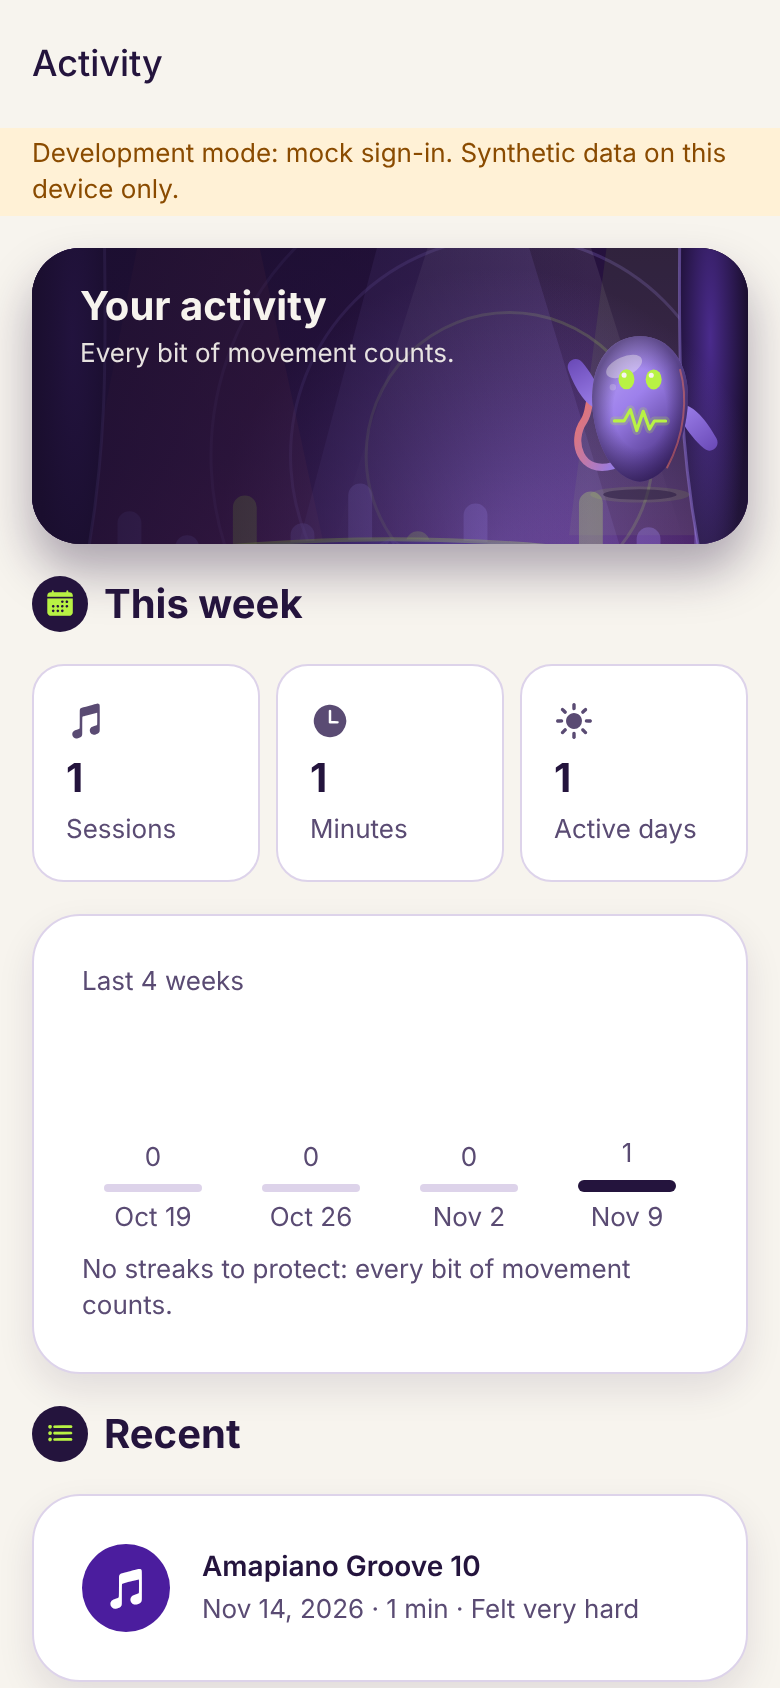 Activity
Development mode: mock sign-in. Synthetic data on this
device only.
Your activity
Every bit of movement counts.
This week
1
Sessions
1
Minutes
1
Active days
Last 4 weeks
0
0
0
1
Oct 19
Oct 26
Nov 2
Nov 9
No streaks to protect: every bit of movement
counts.
Recent
Amapiano Groove 10
Nov 14, 2026 · 1 min · Felt very hard